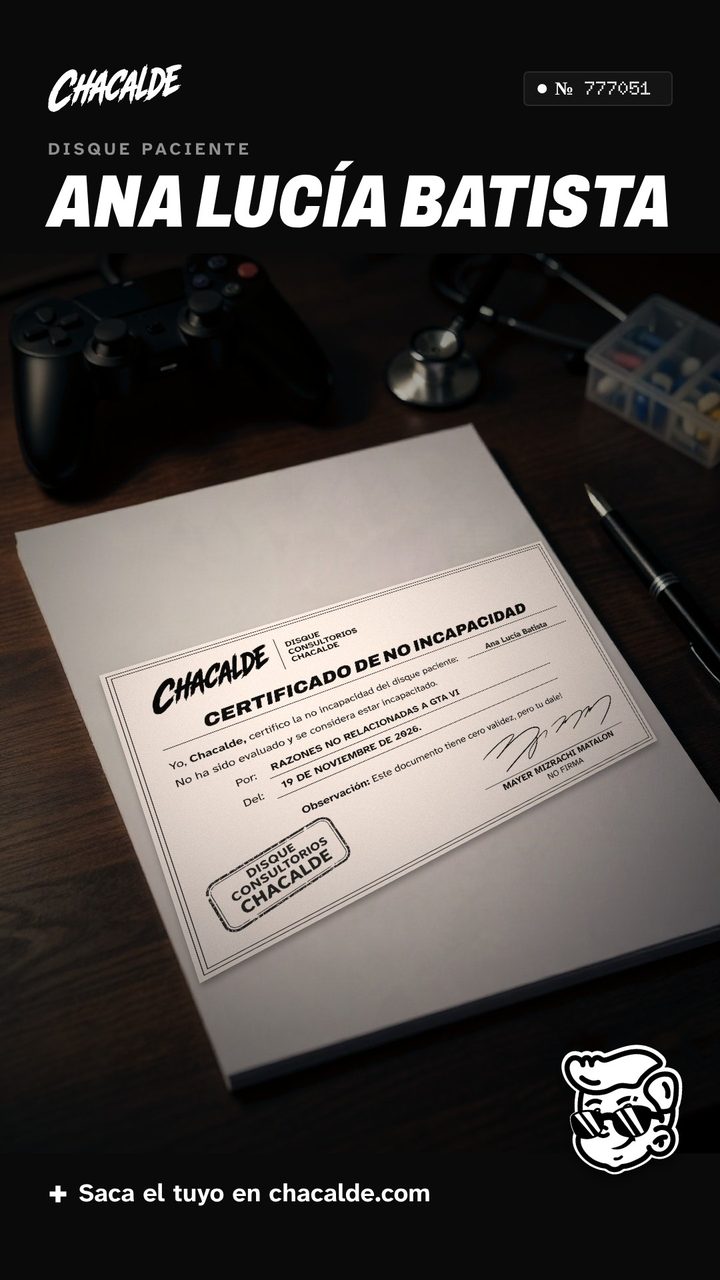 CHACALDE
№ 777051
DISQUE PACIENTE
ANA LUCÍA BATISTA
CHACALDE
DISQUE
CONSULTORIOS
CHACALDE
CERTIFICADO DE NO INCAPACIDAD
Yo, Chacalde, certifico la no incapacidad del disque paciente: Ana Lucía Batista
No ha sido evaluado y se considera estar incapacitado.
Por: RAZONES NO RELACIONADAS A GTA VI
Del: 19 DE NOVIEMBRE DE 2026.
Observación: Este documento tiene cero validez, pero tu dale!
MAYER MIZRACHI MATALON
NO FIRMA
DISQUE
CONSULTORIOS
CHACALDE
+ Saca el tuyo en chacalde.com